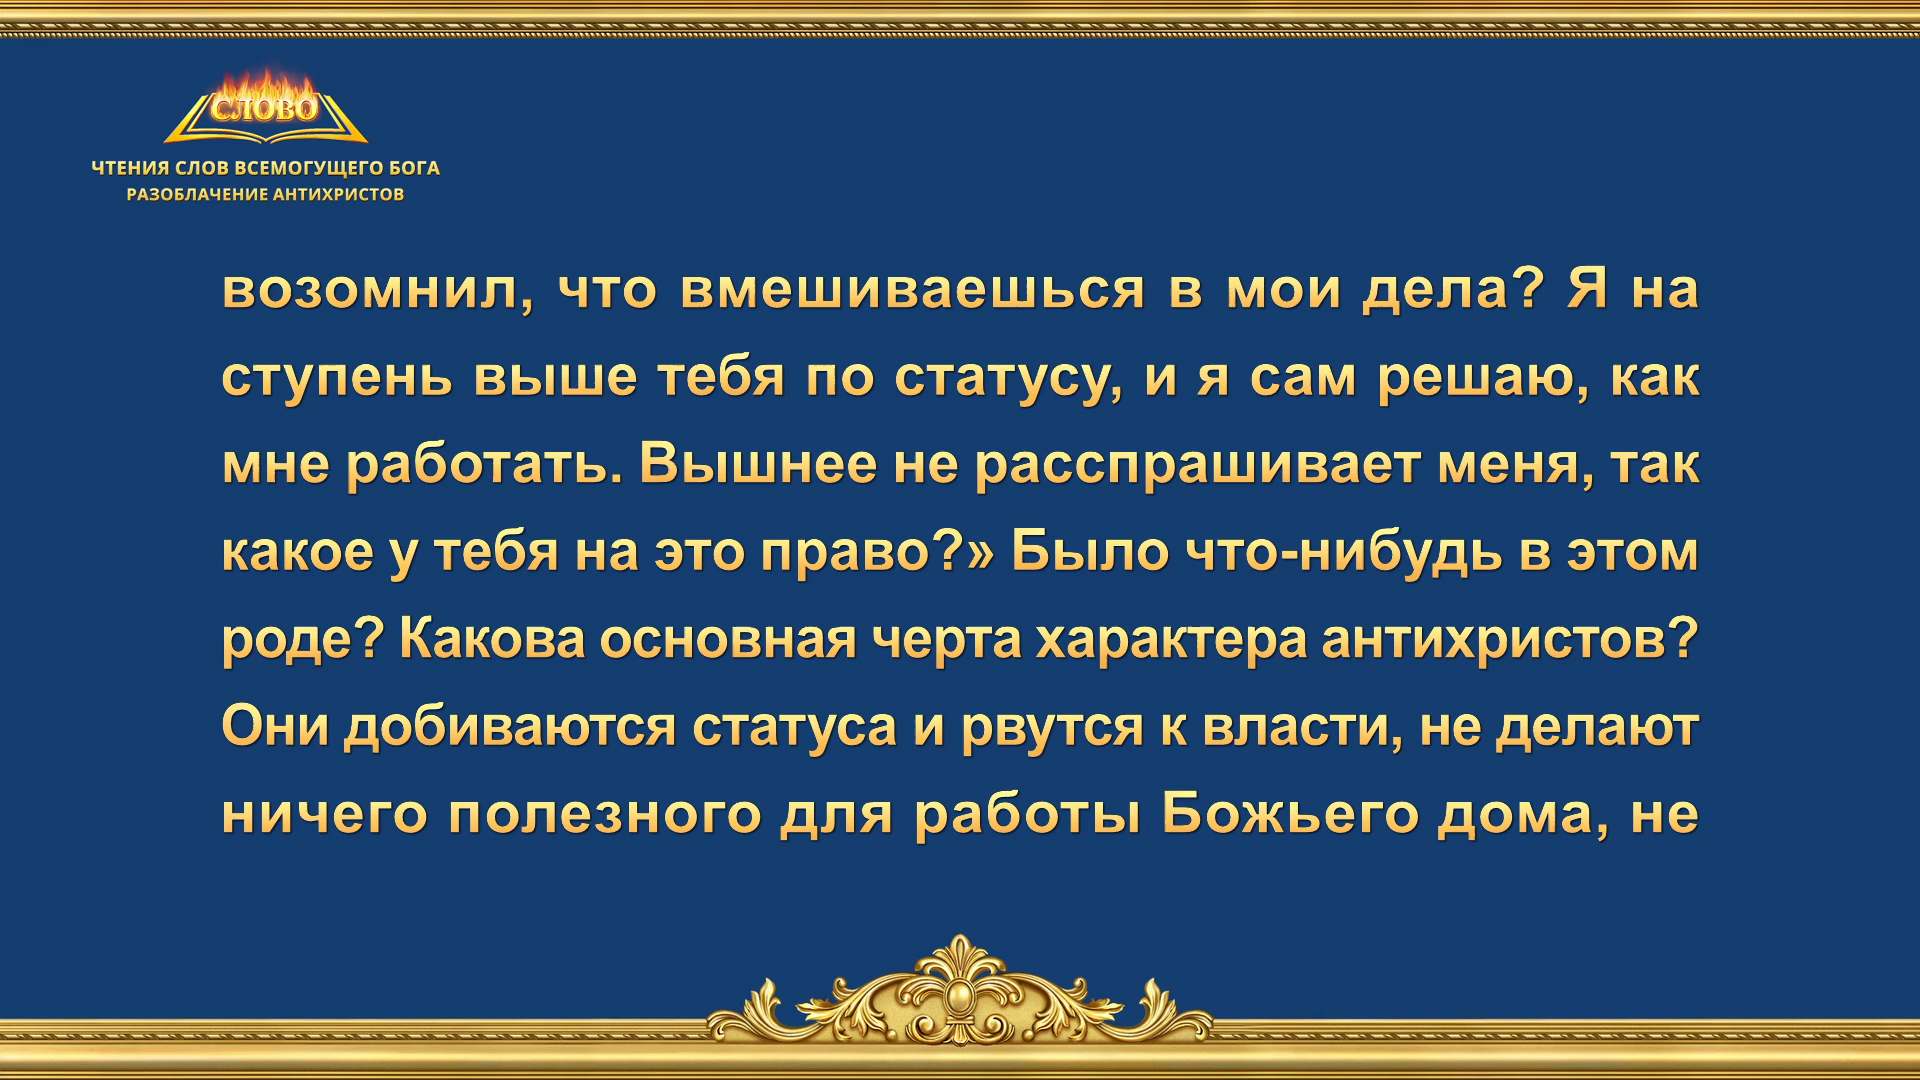 СЛОВО
ЧТЕНИЯ СЛОВ ВСЕМОГУЩЕГО БОГА
РАЗОБЛАЧЕНИЕ АНТИХРИСТОВ
возомнил, что вмешиваешься в мои дела? Я на
ступень выше тебя по статусу, и я сам решаю, как
мне работать. Вышнее не расспрашивает меня, так
какое у тебя на это право?» Было что-нибудь в этом
роде? Какова основная черта характера антихристов?
Они добиваются статуса и рвутся к власти, не делают
ничего полезного для работы Божьего дома, не